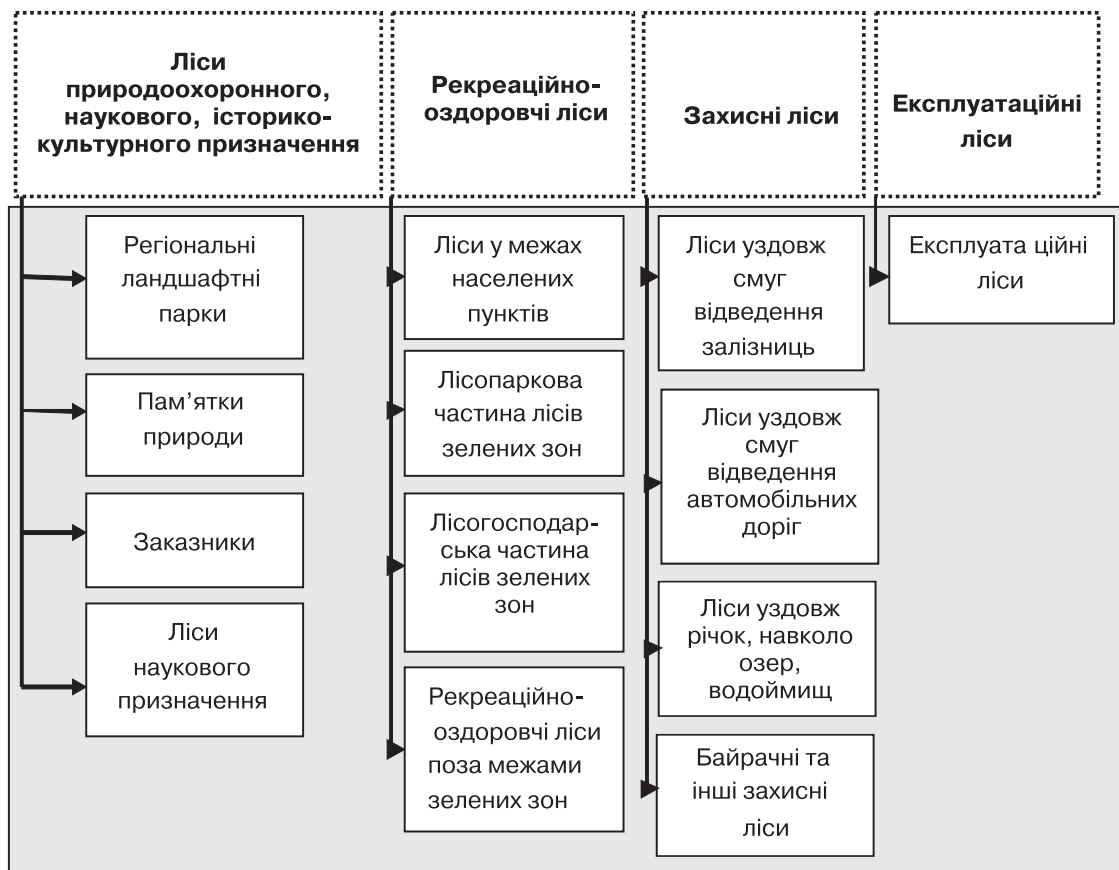 Ліси
природоохоронного,
наукового, історико-
культурного призначення
Рекреаційно-
оздоровчі ліси
Захисні ліси
Експлуатаційні
ліси
Регіональні
ландшафтні
парки
Пам’ятки
природи
Заказники
Ліси
наукового
призначення
Ліси у межах
населених
пунктів
Лісопаркова
частина лісів
зелених зон
Лісогосподар-
ська частина
лісів зелених
зон
Рекреаційно-
оздоровчі ліси
поза межами
зелених зон
Ліси уздовж
смуг
відведення
залізниць
Ліси уздовж
смуг
відведення
автомобільних
доріг
Ліси уздовж
річок, навколо
озер,
водоймищ
Байрачні та
інші захисні
ліси
Експлуата ційні
ліси